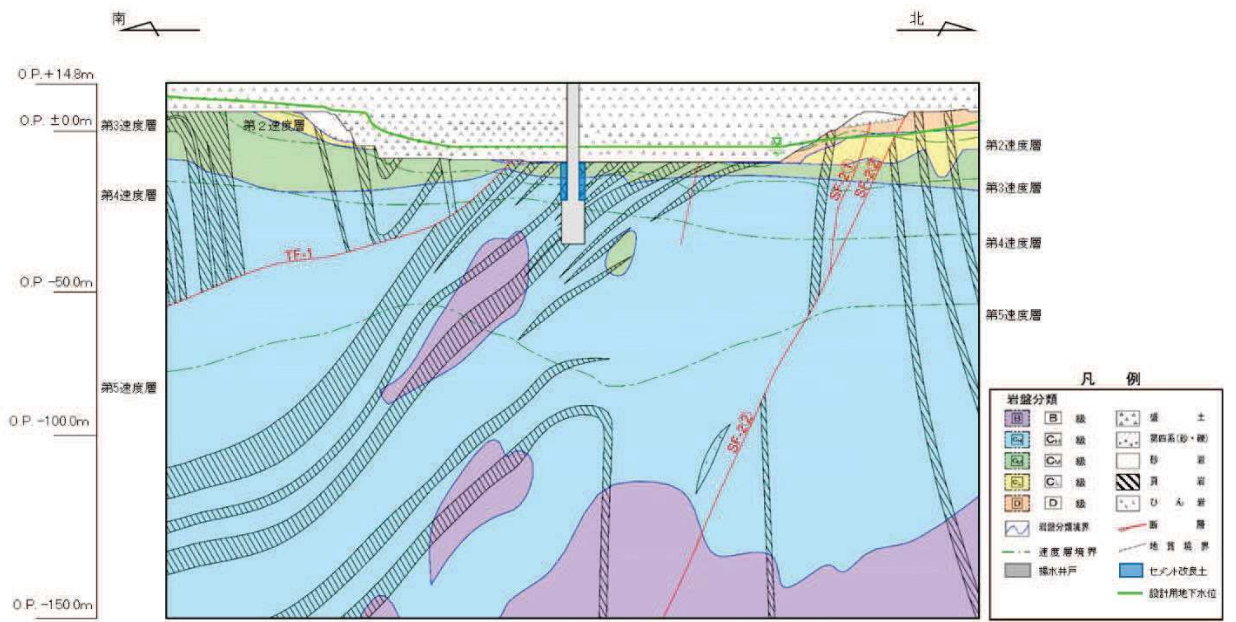 南
北
O.P.+14.8m
O.P. ±0.0m
O.P. -50.0m
O.P. -100.0m
O.P. -150.0m
第3速度層
第2速度層
第4速度層
第5速度層
第2速度層
第3速度層
第4速度層
第5速度層
TF-1
SF-2(1)
SF-2(2)
SF-2(2)
凡 例
岩盤分類
B B 級
CH CH 級
CM CM 級
CL CL 級
D D 級
岩盤分類境界
速度層境界
揚水井戸
盛 土
第四系(砂・礫)
砂 岩
頁 岩
ひ ん 岩
断 層
地 質 境 界
セメント改良土
設計用地下水位